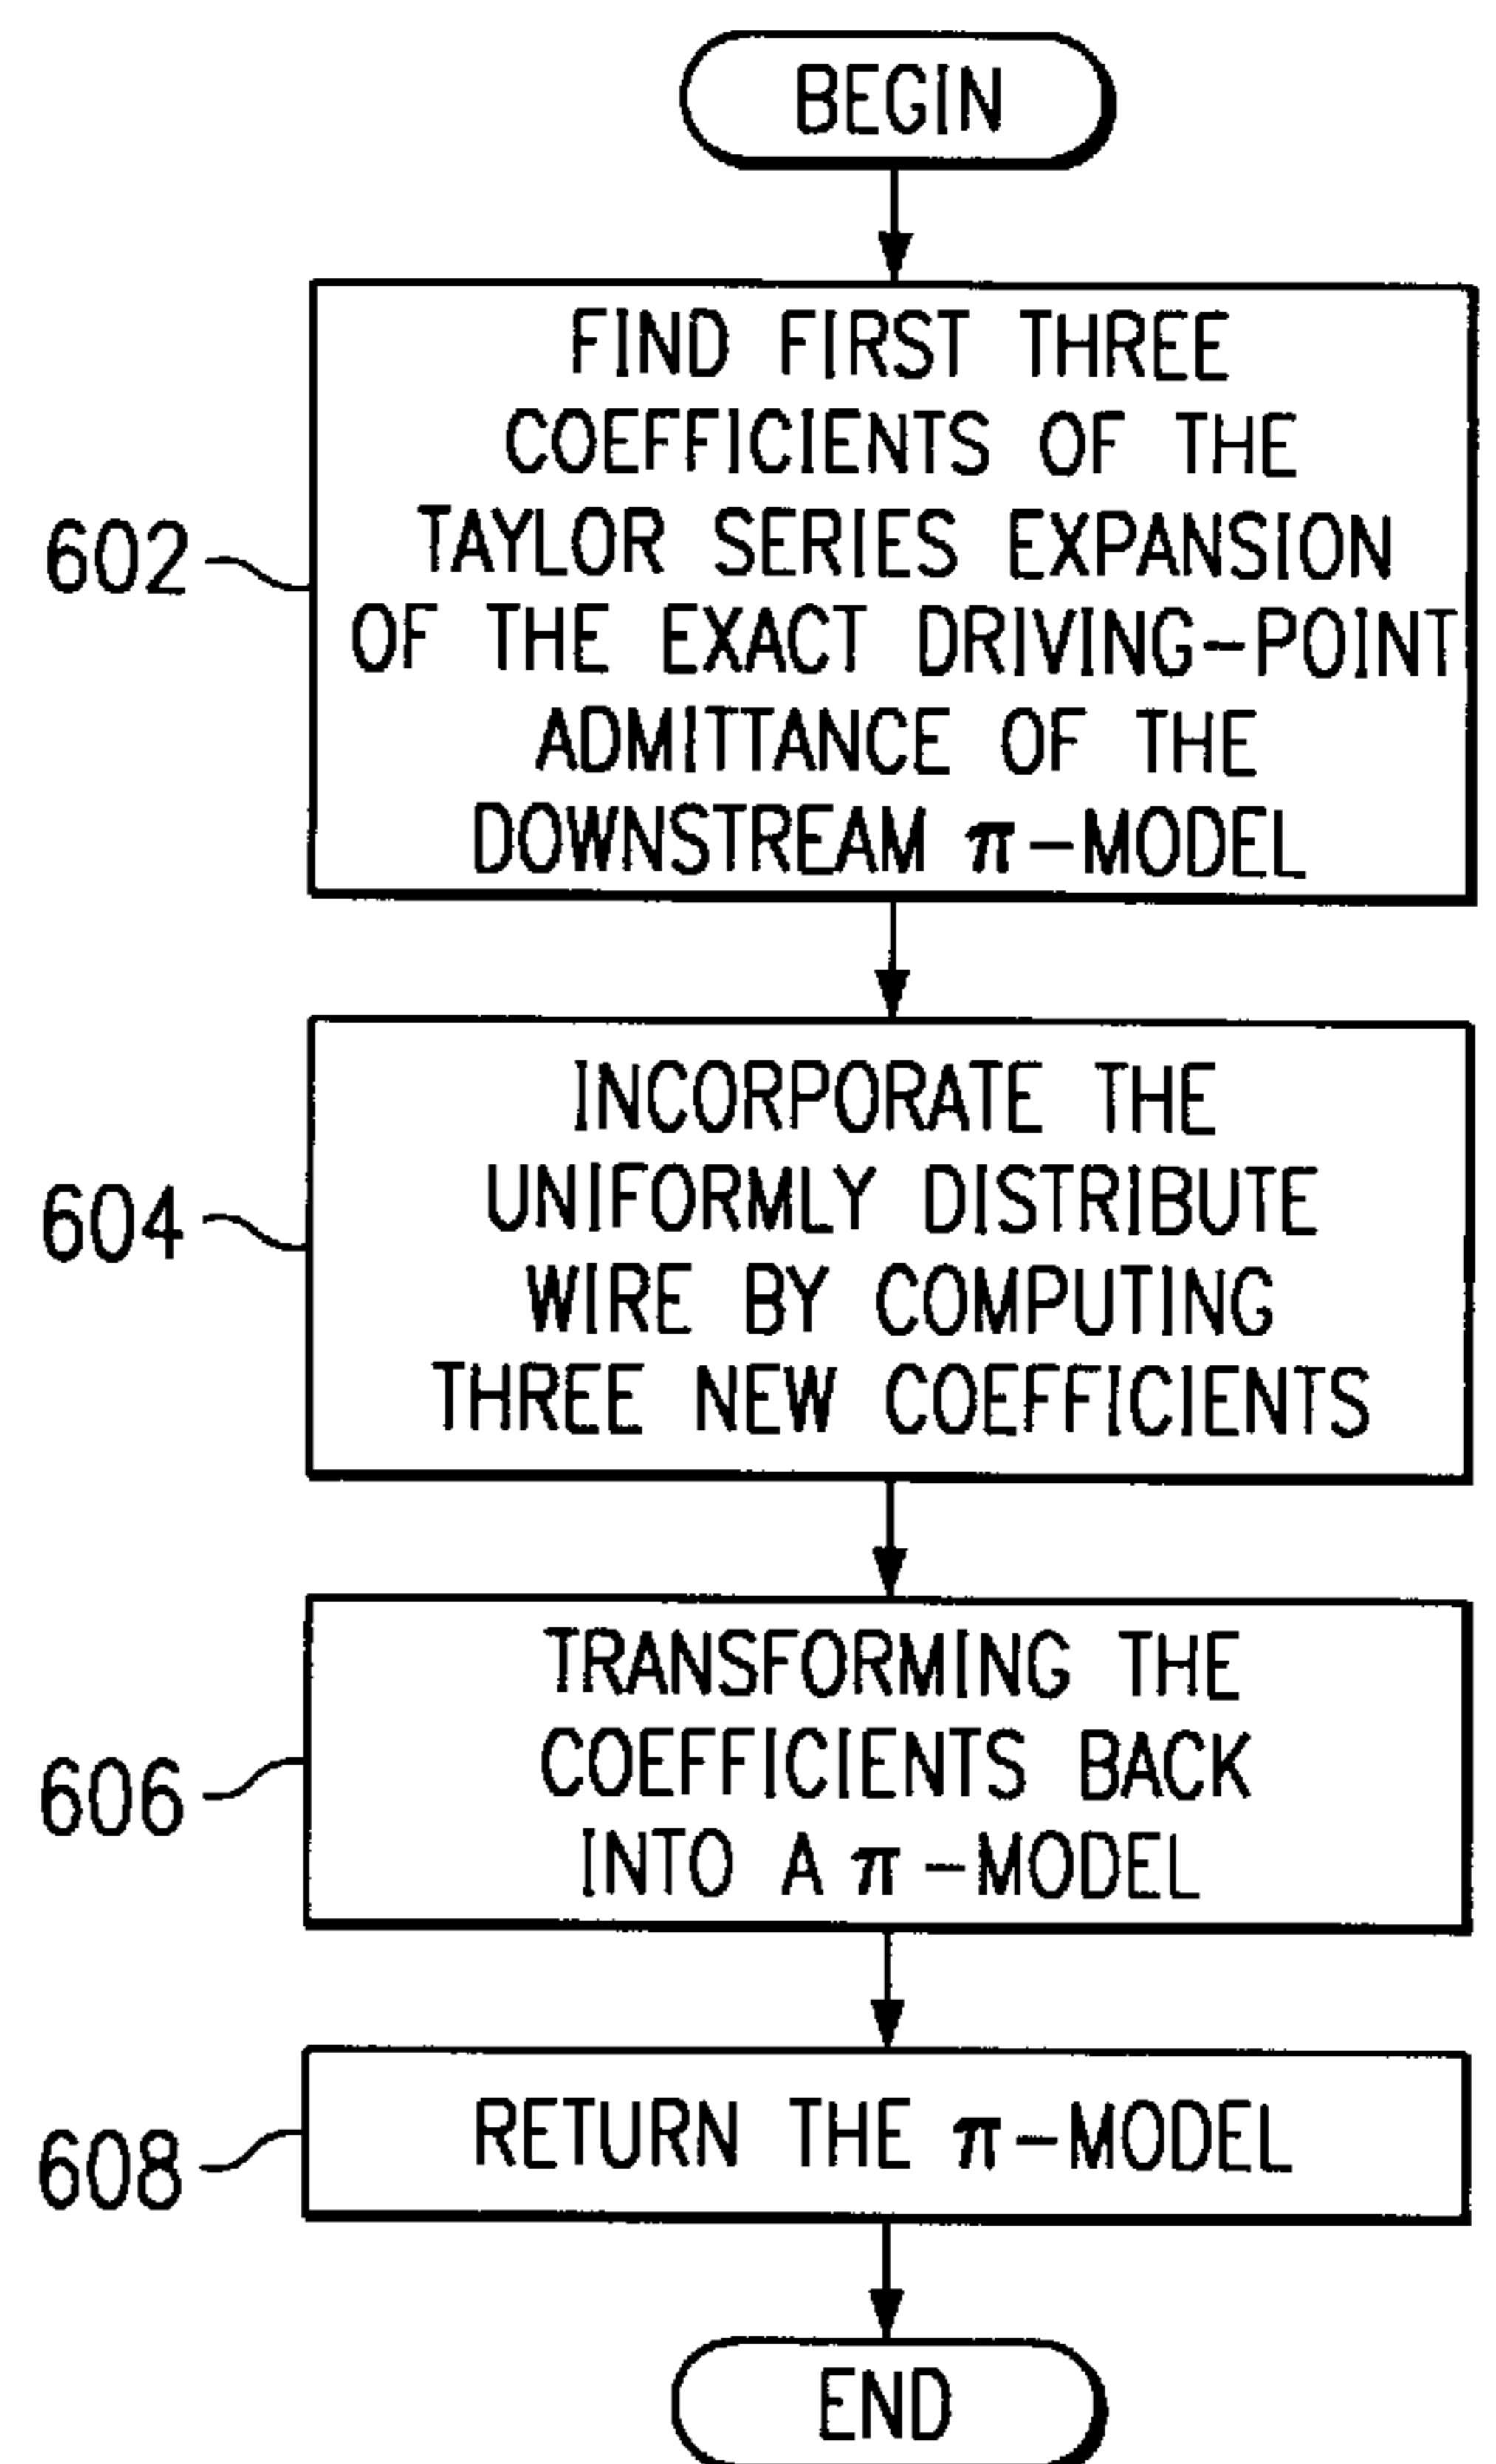 BEGIN
FIND FIRST THREE
COEFFICIENTS OF THE
TAYLOR SERIES EXPANSION
OF THE EXACT DRIVING-POINT
ADMITTANCE OF THE
DOWNSTREAM π-MODEL
602
INCORPORATE THE
UNIFORMLY DISTRIBUTE
WIRE BY COMPUTING
THREE NEW COEFFICIENTS
604
TRANSFORMING THE
COEFFICIENTS BACK
INTO A π-MODEL
606
RETURN THE π-MODEL
608
END